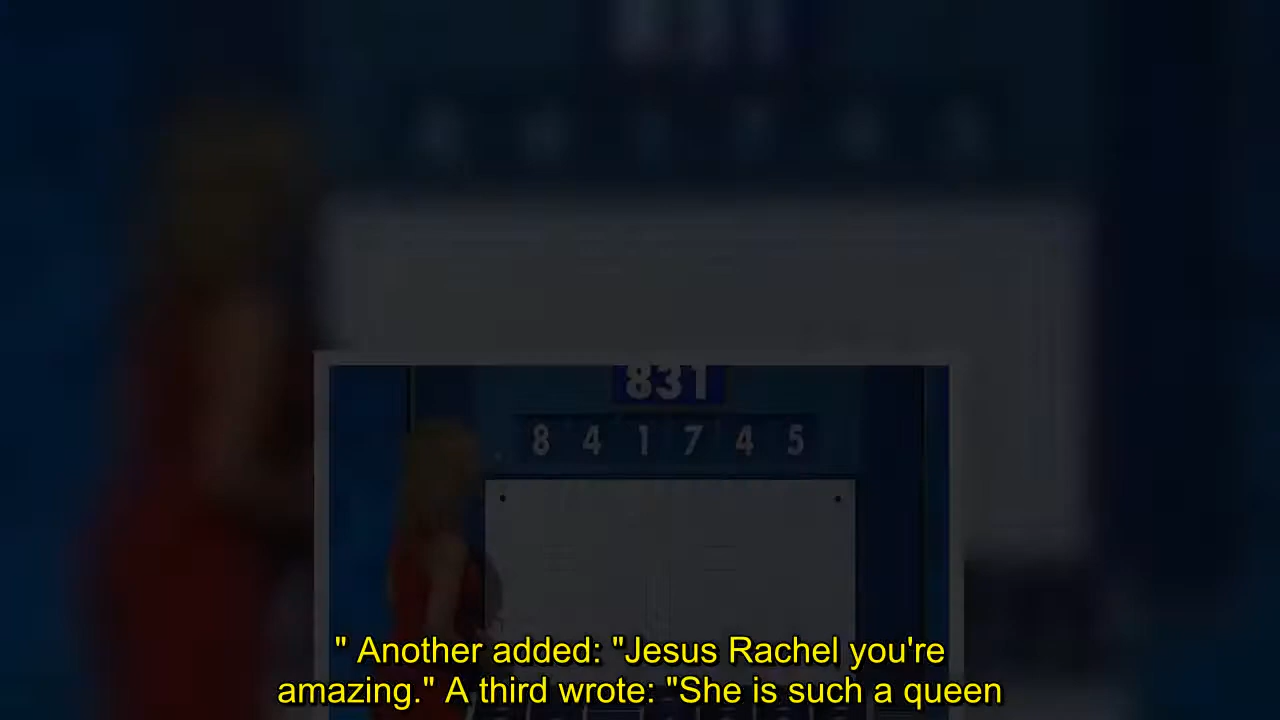 831
8 4 1 7 4 5
" Another added: "Jesus Rachel you're
amazing." A third wrote: "She is such a queen